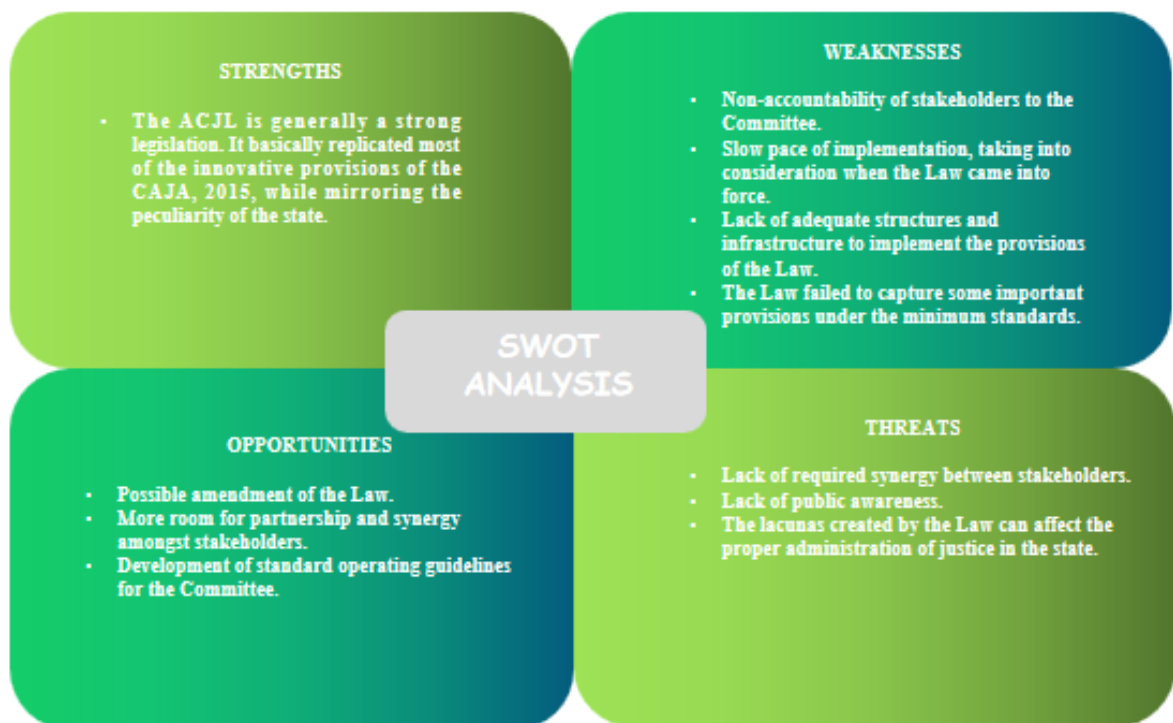 STRENGTHS
• The ACJL is generally a strong
legislation. It basically replicated most
of the innovative provisions of the
CAJA, 2015, while mirroring the
peculiarity of the state.
WEAKNESSES
• Non-accountability of stakeholders to the
Committee.
• Slow pace of implementation, taking into
consideration when the Law came into
force.
• Lack of adequate structures and
infrastructure to implement the provisions
of the Law.
• The Law failed to capture some important
provisions under the minimum standards.
SWOT
ANALYSIS
OPPORTUNITIES
• Possible amendment of the Law.
• More room for partnership and synergy
amongst stakeholders.
• Development of standard operating guidelines
for the Committee.
THREATS
• Lack of required synergy between stakeholders.
• Lack of public awareness.
• The lacunas created by the Law can affect the
proper administration of justice in the state.